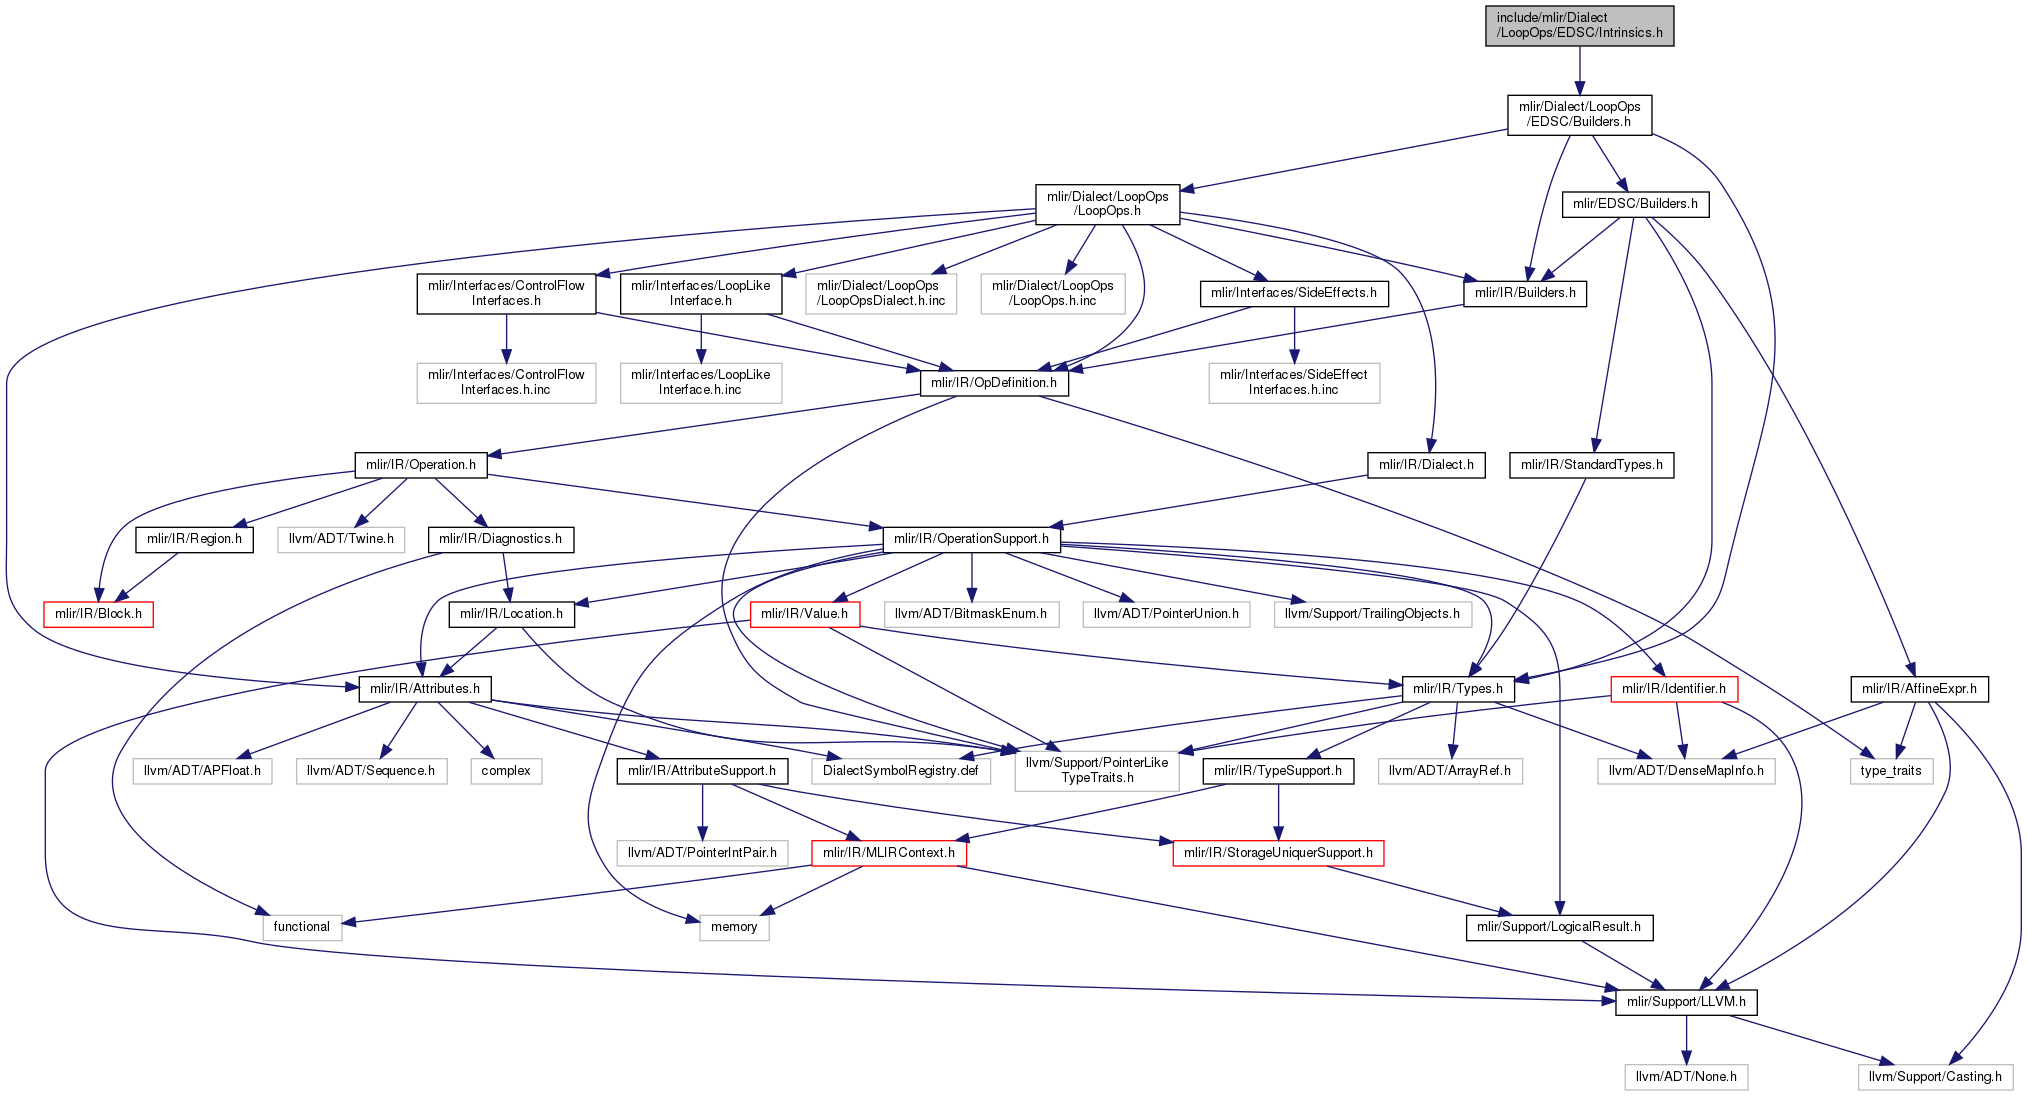 include/mlir/Dialect
/LoopOps/EDSC/Intrinsics.h
mlir/Dialect/LoopOps
/EDSC/Builders.h
mlir/Dialect/LoopOps
/LoopOps.h
mlir/EDSC/Builders.h
mlir/Interfaces/ControlFlow
Interfaces.h
mlir/Interfaces/LoopLike
Interface.h
mlir/Dialect/LoopOps
/LoopOpsDialect.h.inc
mlir/Dialect/LoopOps
/LoopOps.h.inc
mlir/Interfaces/SideEffects.h
mlir/IR/Builders.h
mlir/Interfaces/ControlFlow
Interfaces.h.inc
mlir/Interfaces/LoopLike
Interface.h.inc
mlir/IR/OpDefinition.h
mlir/Interfaces/SideEffect
Interfaces.h.inc
mlir/IR/Operation.h
mlir/IR/Dialect.h
mlir/IR/StandardTypes.h
mlir/IR/Region.h
llvm/ADT/Twine.h
mlir/IR/Diagnostics.h
mlir/IR/OperationSupport.h
mlir/IR/Block.h
mlir/IR/Location.h
mlir/IR/Value.h
llvm/ADT/BitmaskEnum.h
llvm/ADT/PointerUnion.h
llvm/Support/TrailingObjects.h
mlir/IR/Attributes.h
mlir/IR/Types.h
mlir/IR/Identifier.h
mlir/IR/AffineExpr.h
llvm/ADT/APFloat.h
llvm/ADT/Sequence.h
complex
mlir/IR/AttributeSupport.h
DialectSymbolRegistry.def
llvm/Support/PointerLike
TypeTraits.h
mlir/IR/TypeSupport.h
llvm/ADT/ArrayRef.h
llvm/ADT/DenseMapInfo.h
type_traits
llvm/ADT/PointerIntPair.h
mlir/IR/MLIRContext.h
mlir/IR/StorageUniquerSupport.h
functional
memory
mlir/Support/LogicalResult.h
mlir/Support/LLVM.h
llvm/ADT/None.h
llvm/Support/Casting.h